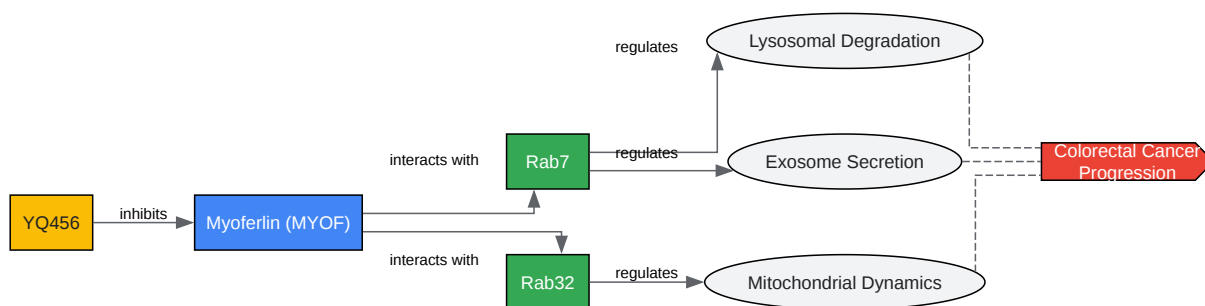 regulates
Lysosomal Degradation
interacts with
Rab7
regulates
Exosome Secretion
Colorectal Cancer
Progression
YQ456
inhibits
Myoferlin (MYOF)
interacts with
Rab32
regulates
Mitochondrial Dynamics